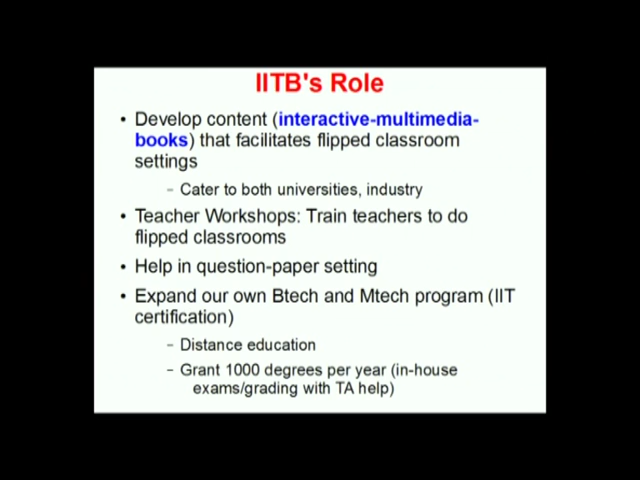 IITB's Role
• Develop content (interactive-multimedia-
books) that facilitates flipped classroom
settings
– Cater to both universities, industry
• Teacher Workshops: Train teachers to do
flipped classrooms
• Help in question-paper setting
• Expand our own Btech and Mtech program (IIT
certification)
– Distance education
– Grant 1000 degrees per year (in-house
exams/grading with TA help)